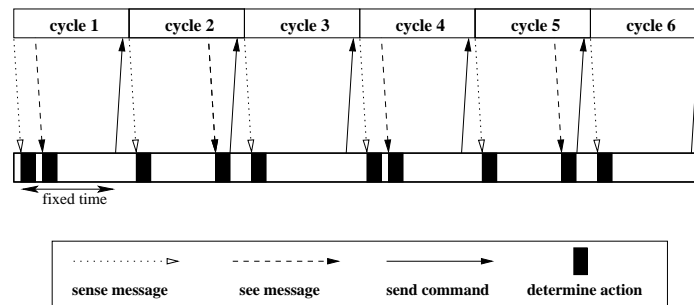 cycle 1 cycle 2 cycle 3 cycle 4 cycle 5 cycle 6
fixed time
sense message see message send command determine action